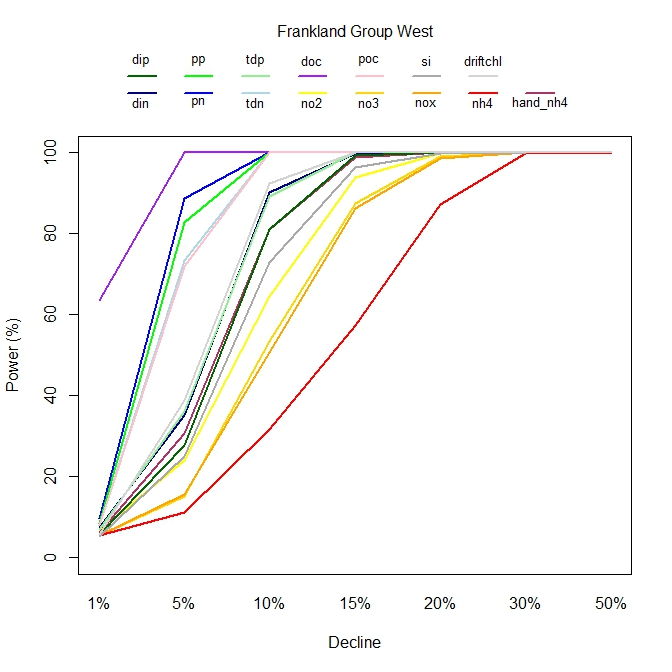 Frankland Group West
dip pp tdp doc poc si driftchl
din pn tdn no2 no3 nox nh4 hand_nh4
100
80
60
40
20
0
Power (%)
1% 5% 10% 15% 20% 30% 50%
Decline